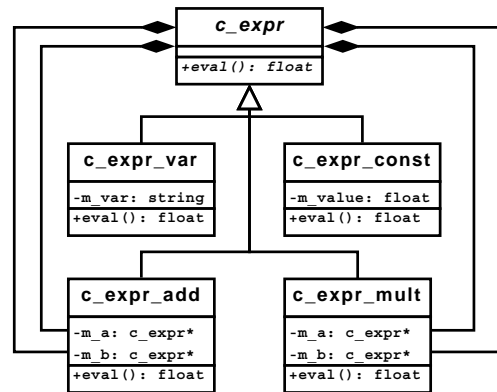 c_expr
+eval(): float
c_expr_var
-m_var: string
+eval(): float
c_expr_const
-m_value: float
+eval(): float
c_expr_add
-m_a: c_expr*
-m_b: c_expr*
+eval(): float
c_expr_mult
-m_a: c_expr*
-m_b: c_expr*
+eval(): float